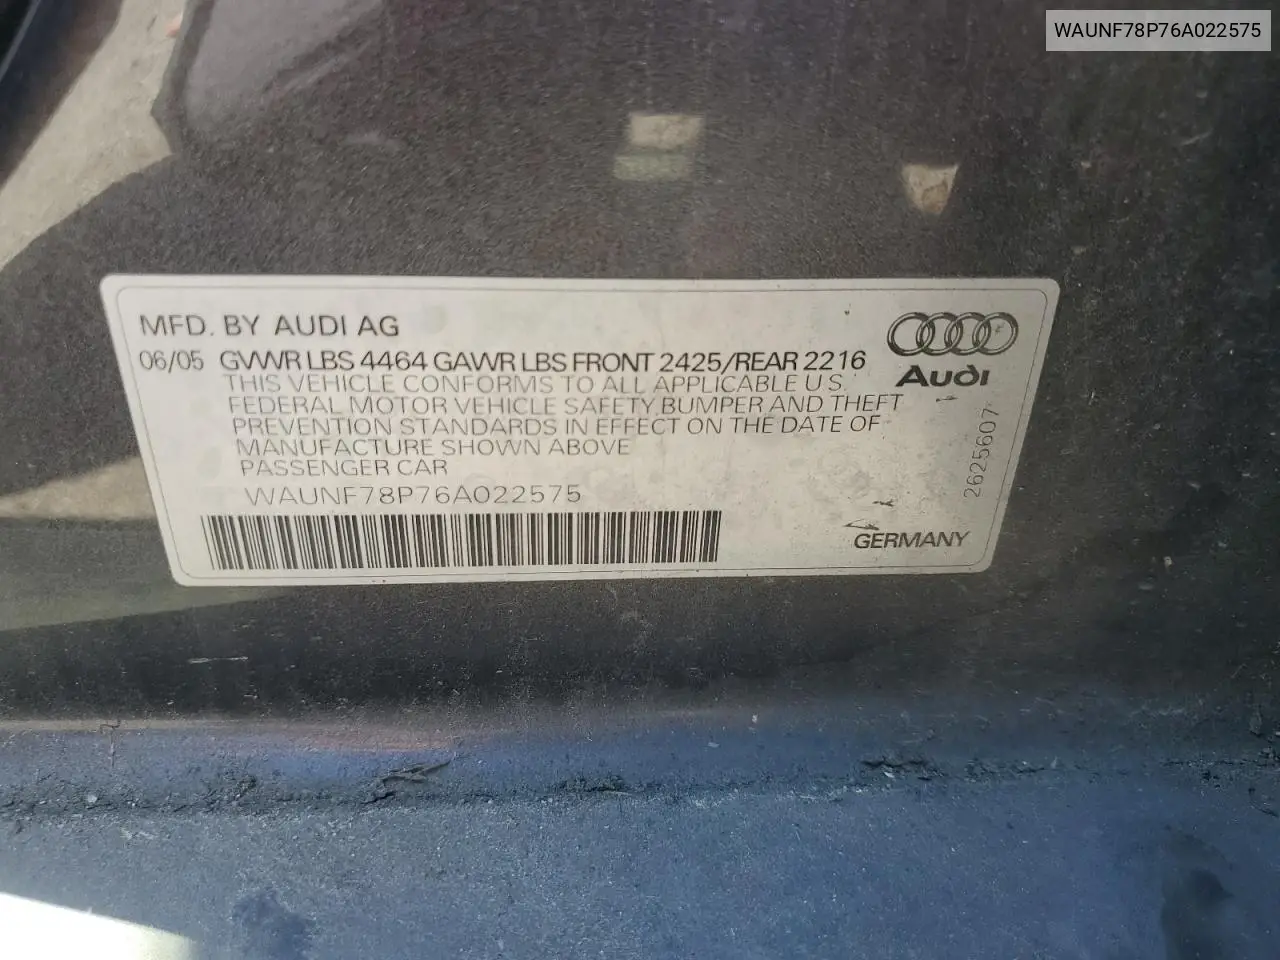 WAUNF78P76A022575
MFD. BY AUDI AG
06/05 GVWR LBS 4464 GAWR LBS FRONT 2425/REAR 2216
THIS VEHICLE CONFORMS TO ALL APPLICABLE U.S.
FEDERAL MOTOR VEHICLE SAFETY,BUMPER AND THEFT
PREVENTION STANDARDS IN EFFECT ON THE DATE OF
MANUFACTURE SHOWN ABOVE
PASSENGER CAR
WAUNF78P76A022575
Audi
2625607
GERMANY